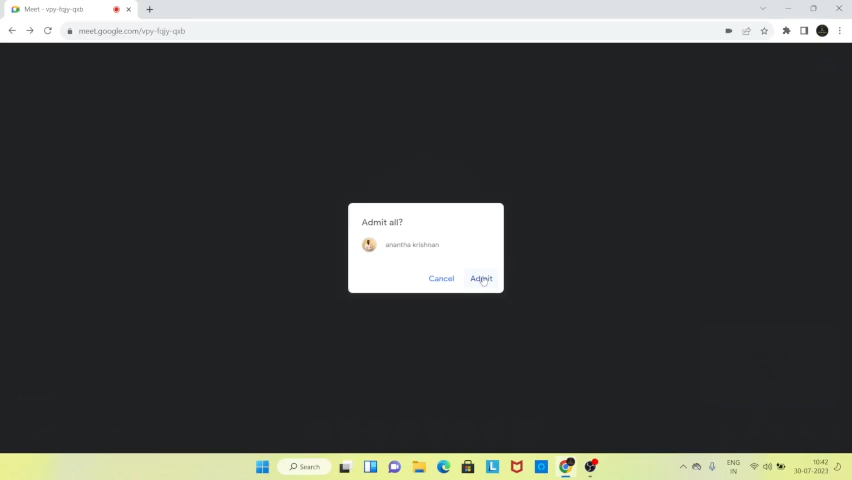 Meet - vpy-fqjy-qxb
meet.google.com/vpy-fqjy-qxb
Admit all?
anantha krishnan
Cancel Admit
Search
ENG
IN
10:42
30-07-2023